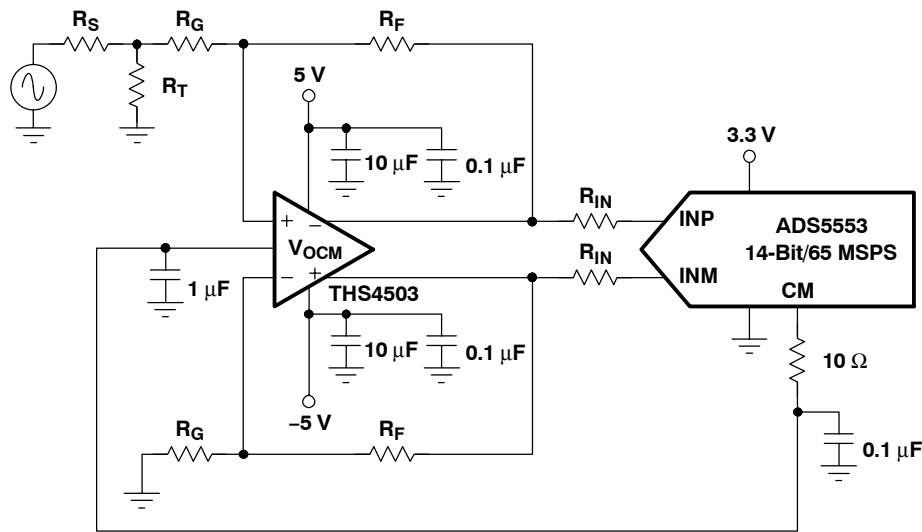 R_S
R_G
R_F
R_T
5 V
10 μF
0.1 μF
3.3 V
R_IN
INP
ADS5553
14-Bit/65 MSPS
+
−
V_OCM
−
+
R_IN
INM
CM
1 μF
THS4503
10 μF
0.1 μF
10 Ω
−5 V
R_G
R_F
0.1 μF